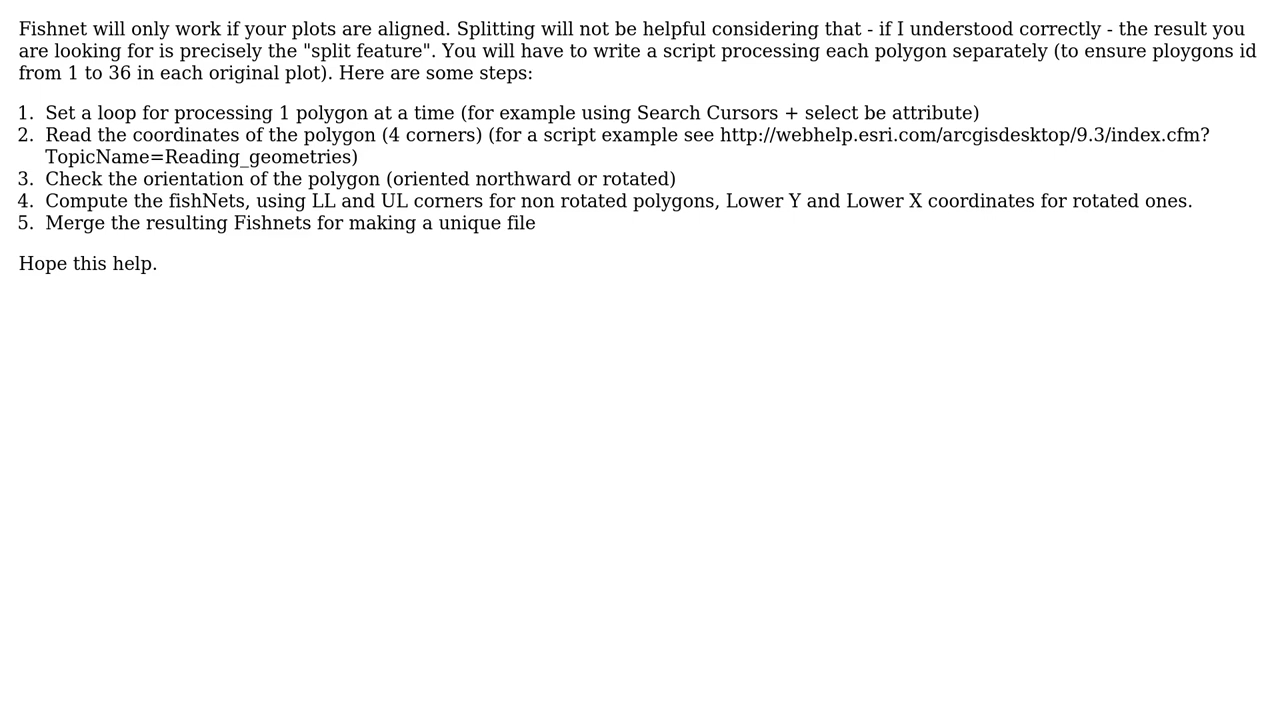 Fishnet will only work if your plots are aligned. Splitting will not be helpful considering that - if I understood correctly - the result you
are looking for is precisely the "split feature". You will have to write a script processing each polygon separately (to ensure ploygons id
from 1 to 36 in each original plot). Here are some steps:
1. Set a loop for processing 1 polygon at a time (for example using Search Cursors + select be attribute)
2. Read the coordinates of the polygon (4 corners) (for a script example see http://webhelp.esri.com/arcgisdesktop/9.3/index.cfm?
TopicName=Reading_geometries)
3. Check the orientation of the polygon (oriented northward or rotated)
4. Compute the fishNets, using LL and UL corners for non rotated polygons, Lower Y and Lower X coordinates for rotated ones.
5. Merge the resulting Fishnets for making a unique file
Hope this help.